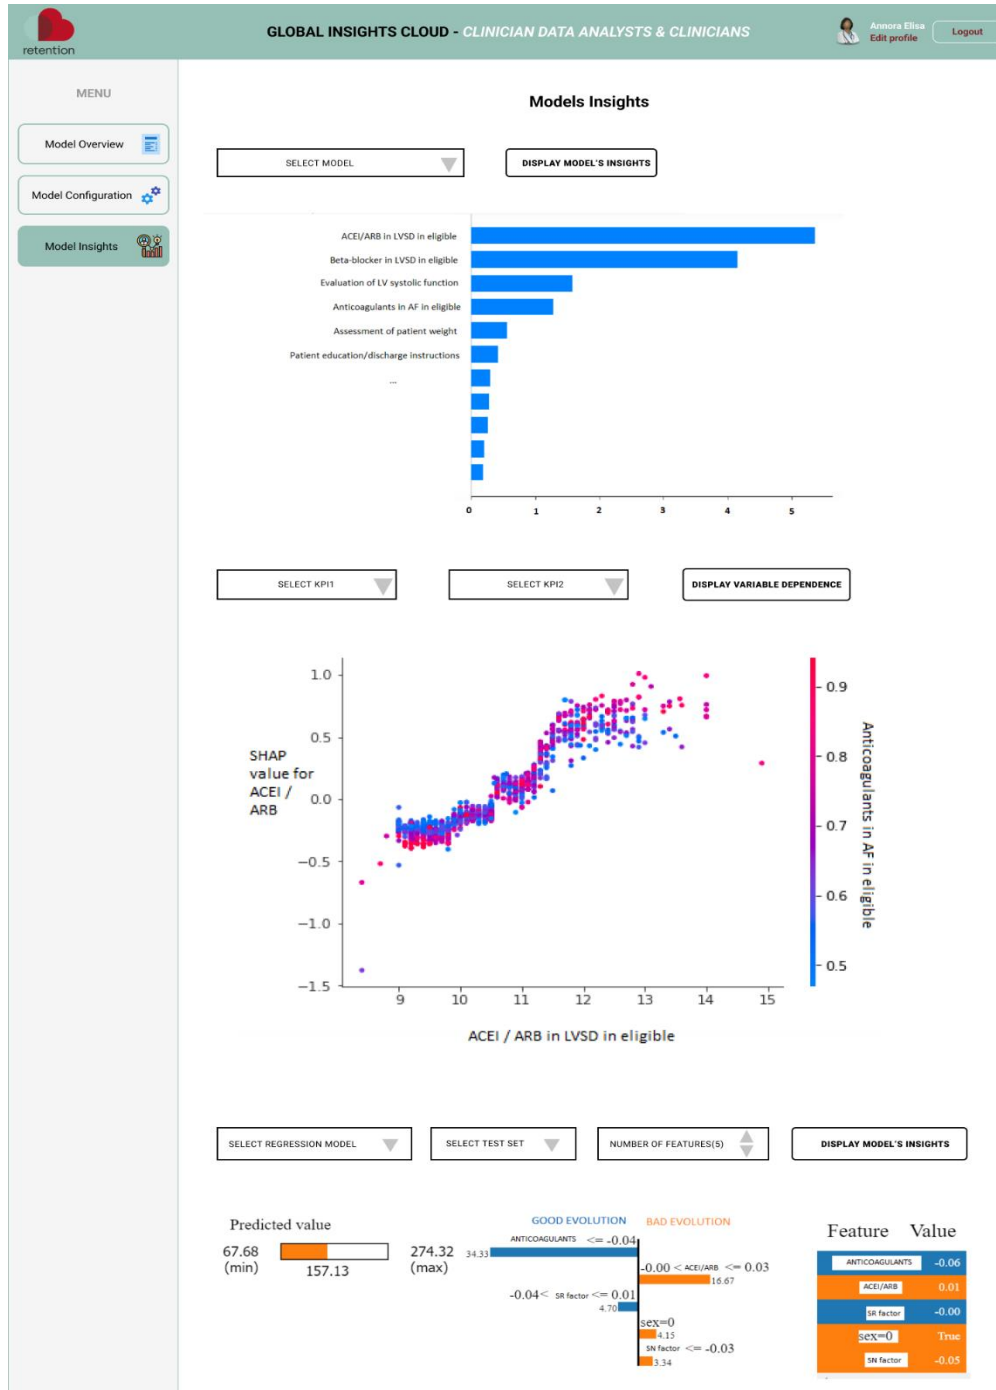 retention
GLOBAL INSIGHTS CLOUD - CLINICIAN DATA ANALYSTS & CLINICIANS
Annora Elisa
Edit profile
Logout
MENU
Model Overview
Model Configuration
Model Insights
Models Insights
SELECT MODEL
DISPLAY MODEL'S INSIGHTS
ACEI/ARB in LVSD in eligible
Beta-blocker in LVSD in eligible
Evaluation of LV systolic function
Anticoagulants in AF in eligible
Assessment of patient weight
Patient education/discharge instructions
...
0 1 2 3 4 5
SELECT KPI1
SELECT KPI2
DISPLAY VARIABLE DEPENDENCE
1.0
0.5
0.0
−0.5
−1.0
−1.5
SHAP
value for
ACEI /
ARB
9 10 11 12 13 14 15
ACEI / ARB in LVSD in eligible
0.9
0.8
0.7
0.6
0.5
Anticoagulants in AF in eligible
SELECT REGRESSION MODEL
SELECT TEST SET
NUMBER OF FEATURES(5)
DISPLAY MODEL'S INSIGHTS
Predicted value
67.68
(min)
157.13
274.32
(max)
GOOD EVOLUTION
BAD EVOLUTION
ANTICOAGULANTS <= -0.04
34.33
-0.00 < ACEI/ARB <= 0.03
16.67
-0.04< SR factor <= 0.01
4.70
sex=0
4.15
SN factor <= -0.03
3.34
Feature Value
ANTICOAGULANTS -0.06
ACEI/ARB 0.01
SR factor -0.00
sex=0 True
SN factor -0.05